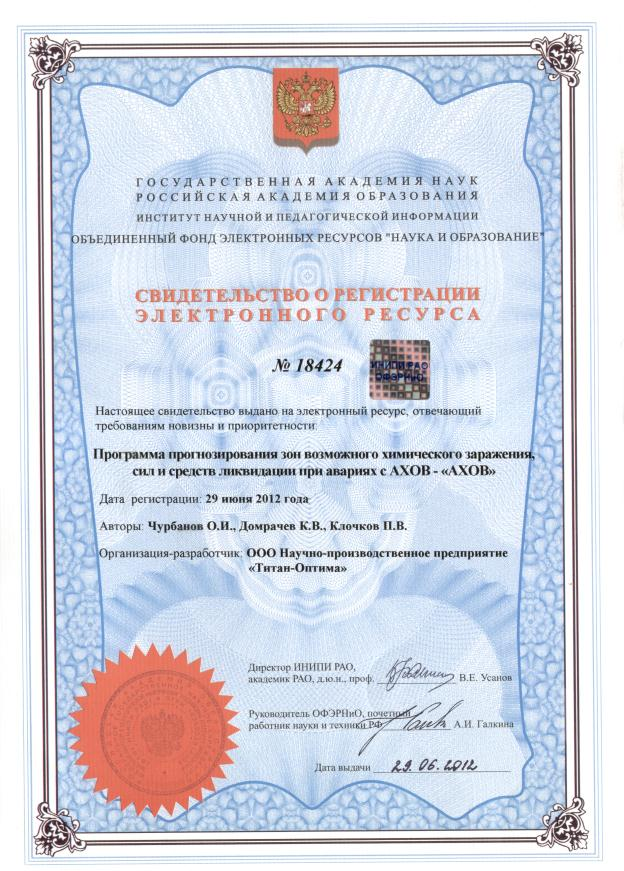 ГОСУДАРСТВЕННАЯ АКАДЕМИЯ НАУК
РОССИЙСКАЯ АКАДЕМИЯ ОБРАЗОВАНИЯ
ИНСТИТУТ НАУЧНОЙ И ПЕДАГОГИЧЕСКОЙ ИНФОРМАЦИИ
ОБЪЕДИНЕННЫЙ ФОНД ЭЛЕКТРОННЫХ РЕСУРСОВ "НАУКА И ОБРАЗОВАНИЕ"
СВИДЕТЕЛЬСТВО О РЕГИСТРАЦИИ
ЭЛЕКТРОННОГО РЕСУРСА
№ 18424
ИНИПИ РАО
ОФЭРНиО
Настоящее свидетельство выдано на электронный ресурс, отвечающий
требованиям новизны и приоритетности:
Программа прогнозирования зон возможного химического заражения,
сил и средств ликвидации при авариях с АХОВ - «АХОВ»
Дата регистрации: 29 июня 2012 года
Авторы: Чурбанов О.И., Домрачев К.В., Клочков П.В.
Организация-разработчик: ООО Научно-производственное предприятие
«Титан-Оптима»
Директор ИНИПИ РАО,
академик РАО, д.ю.н., проф. В.Е. Усанов
Руководитель ОФЭРНиО, почетный
работник науки и техники РФ А.И. Галкина
Дата выдачи 29.06.2012